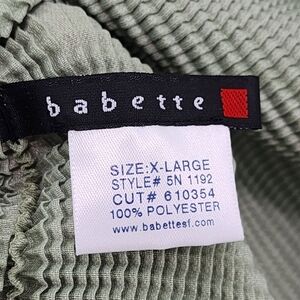 babette
SIZE:X-LARGE
STYLE# 5N 1192
CUT# 610354
100% POLYESTER
www.babettesf.com